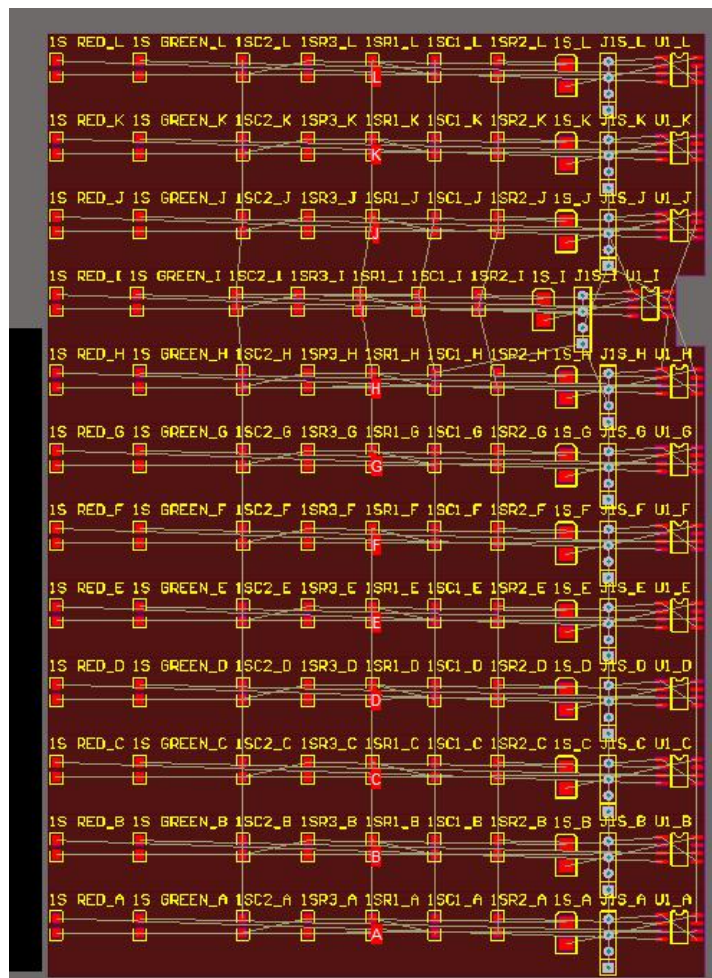 1S RED_L 1S GREEN_L 1SC2_L 1SR3_L 1SR1_L 1SC1_L 1SR2_L 1S_L J1S_L U1_L
L
1S RED_K 1S GREEN_K 1SC2_K 1SR3_K 1SR1_K 1SC1_K 1SR2_K 1S_K J1S_K U1_K
K
1S RED_J 1S GREEN_J 1SC2_J 1SR3_J 1SR1_J 1SC1_J 1SR2_J 1S_J J1S_J U1_J
J
1S RED_I 1S GREEN_I 1SC2_I 1SR3_I 1SR1_I 1SC1_I 1SR2_I 1S_I J1S_I U1_I
1S RED_H 1S GREEN_H 1SC2_H 1SR3_H 1SR1_H 1SC1_H 1SR2_H 1S_H J1S_H U1_H
H
1S RED_G 1S GREEN_G 1SC2_G 1SR3_G 1SR1_G 1SC1_G 1SR2_G 1S_G J1S_G U1_G
G
1S RED_F 1S GREEN_F 1SC2_F 1SR3_F 1SR1_F 1SC1_F 1SR2_F 1S_F J1S_F U1_F
F
1S RED_E 1S GREEN_E 1SC2_E 1SR3_E 1SR1_E 1SC1_E 1SR2_E 1S_E J1S_E U1_E
E
1S RED_D 1S GREEN_D 1SC2_D 1SR3_D 1SR1_D 1SC1_D 1SR2_D 1S_D J1S_D U1_D
D
1S RED_C 1S GREEN_C 1SC2_C 1SR3_C 1SR1_C 1SC1_C 1SR2_C 1S_C J1S_C U1_C
C
1S RED_B 1S GREEN_B 1SC2_B 1SR3_B 1SR1_B 1SC1_B 1SR2_B 1S_B J1S_B U1_B
B
1S RED_A 1S GREEN_A 1SC2_A 1SR3_A 1SR1_A 1SC1_A 1SR2_A 1S_A J1S_A U1_A
A